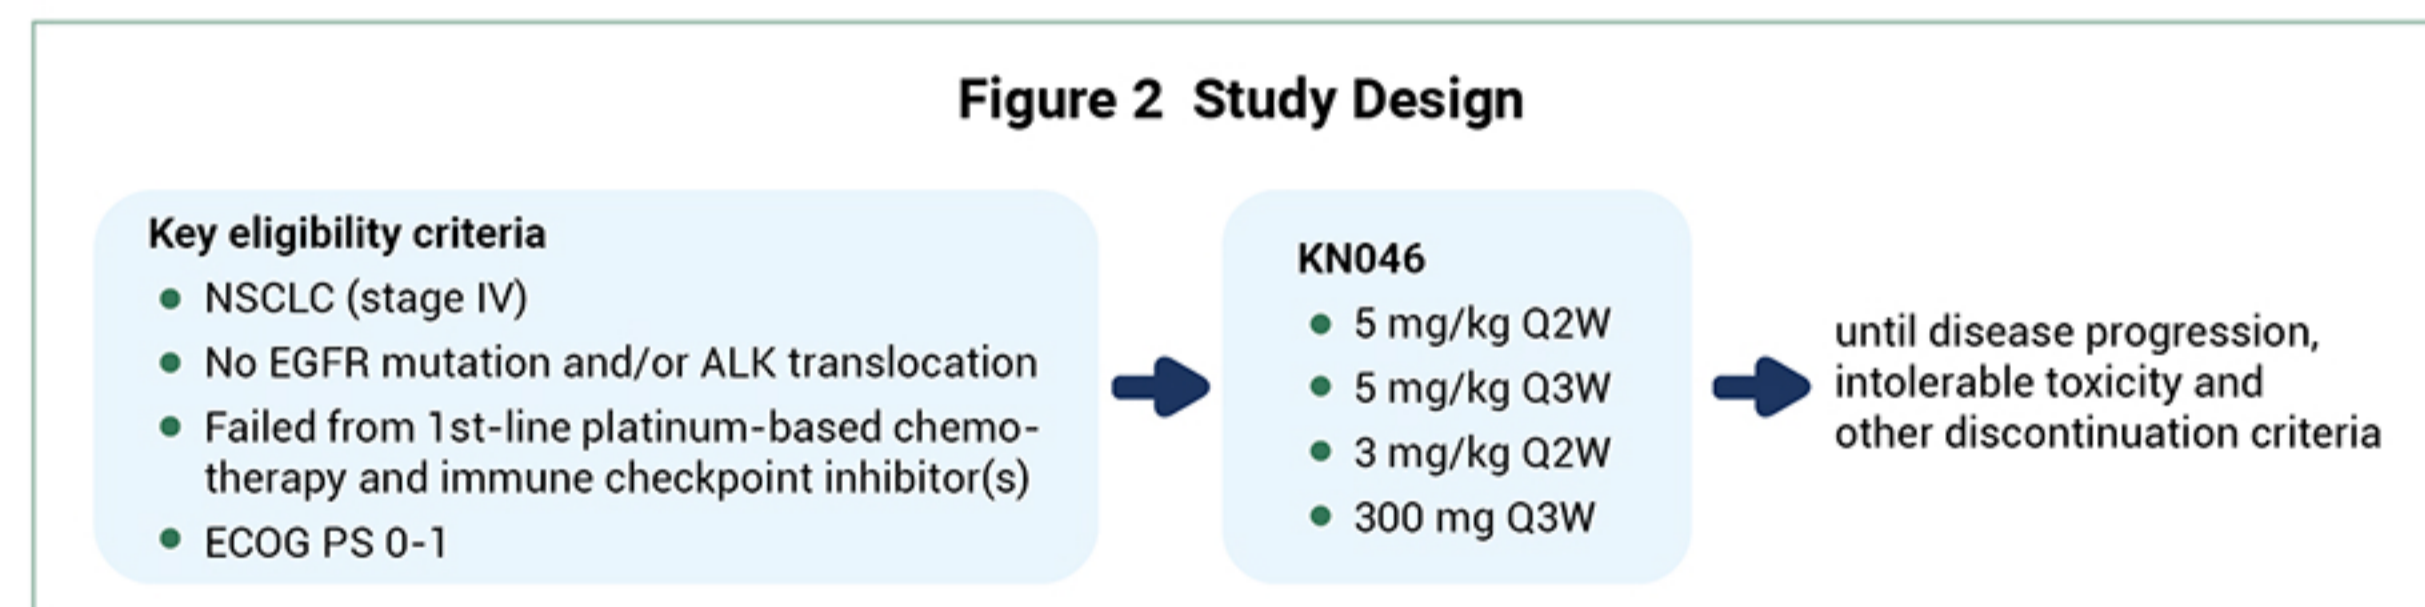 Figure 2 Study Design
Key eligibility criteria
NSCLC (stage IV)
No EGFR mutation and/or ALK translocation
Failed from 1st-line platinum-based chemo-
therapy and immune checkpoint inhibitor(s)
ECOG PS 0-1
KN046
5 mg/kg Q2W
5 mg/kg Q3W
3 mg/kg Q2W
300 mg Q3W
until disease progression,
intolerable toxicity and
other discontinuation criteria